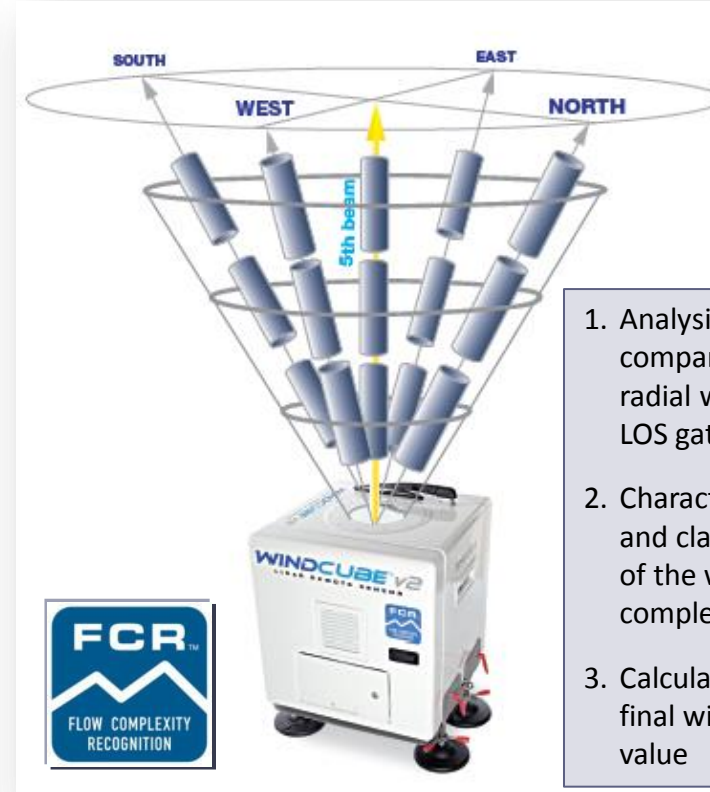 SOUTH
EAST
WEST
NORTH
5th beam
WINDCUBE v2
LIDAR REMOTE SENSOR
FCR
FCR™
FLOW COMPLEXITY
RECOGNITION
1. Analysi
compar
radial w
LOS gat
2. Charact
and cla
of the w
comple
3. Calcula
final wi
value